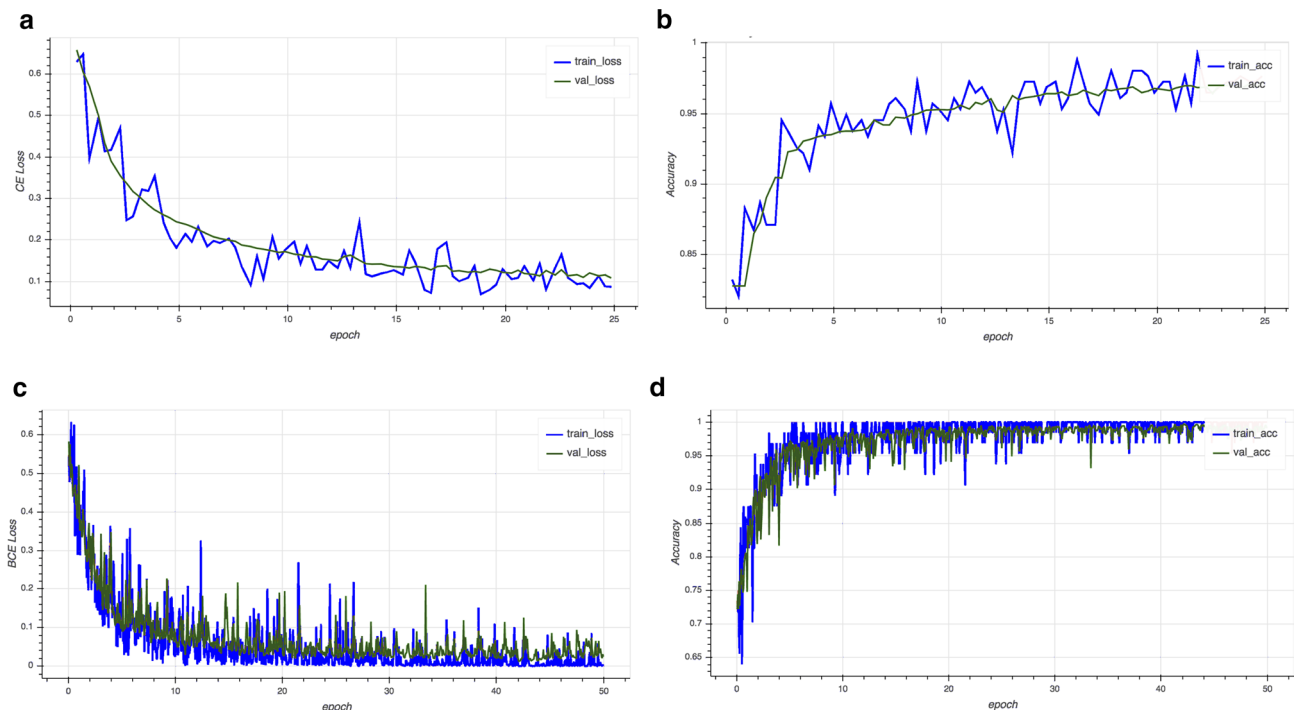 a
CE Loss
0.6
0.5
0.4
0.3
0.2
0.1
0 5 10 15 20 25
epoch
train_loss
val_loss
b
Accuracy
1
0.95
0.9
0.85
0 5 10 15 20 25
epoch
train_acc
val_acc
c
BCE Loss
0.6
0.5
0.4
0.3
0.2
0.1
0
0 10 20 30 40 50
epoch
train_loss
val_loss
d
Accuracy
1
0.95
0.9
0.85
0.8
0.75
0.7
0.65
0 10 20 30 40 50
epoch
train_acc
val_acc